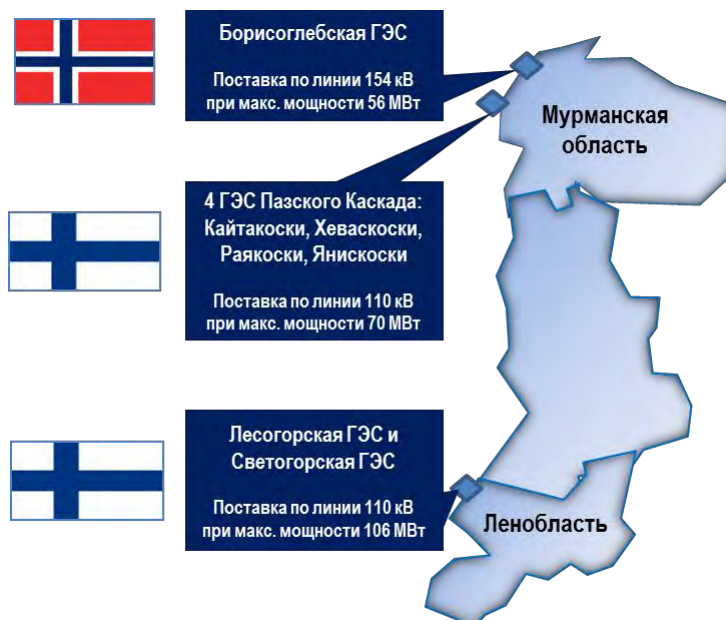 Борисоглебская ГЭС
Поставка по линии 154 кВ
при макс. мощности 56 МВт
Мурманская
область
4 ГЭС Пазского Каскада:
Кайтакоски, Хеваскоски,
Раякоски, Янискоски
Поставка по линии 110 кВ
при макс. мощности 70 МВт
Лесогорская ГЭС и
Светогорская ГЭС
Поставка по линии 110 кВ
при макс. мощности 106 МВт
Ленобласть